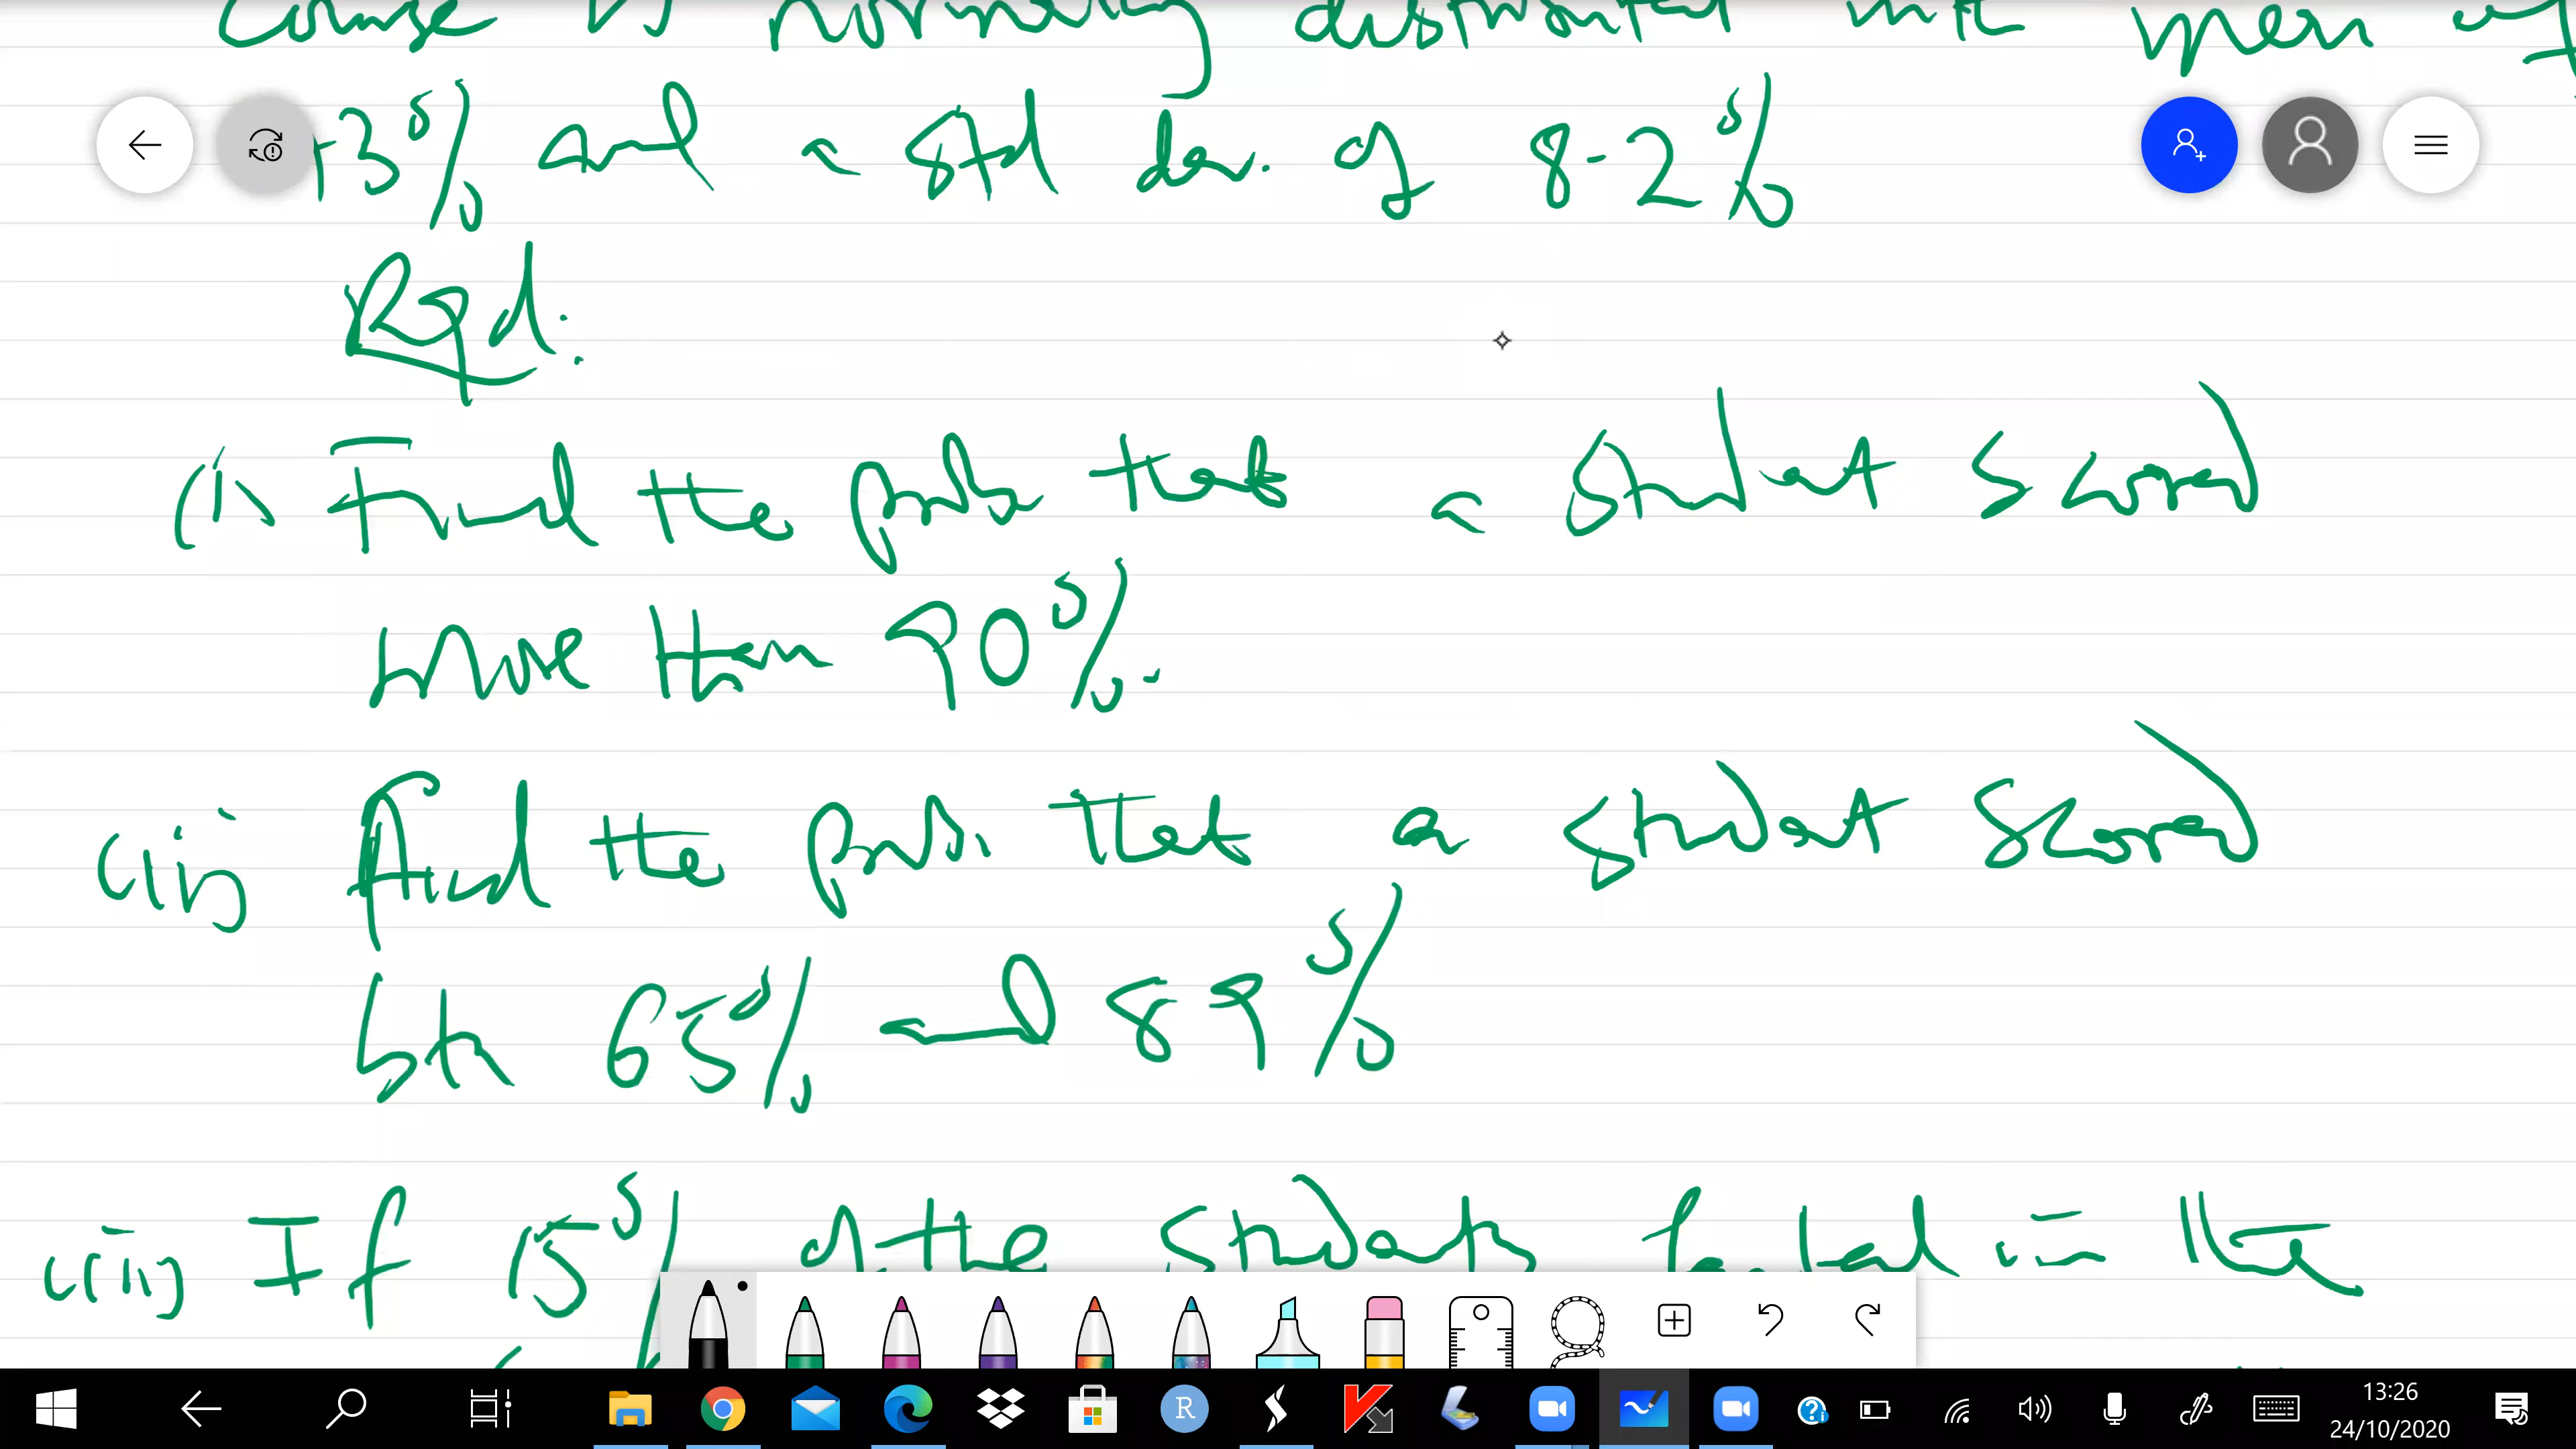 course is normally distributed with mean of
73% and a std dev. of 8.2%
Rqd:
(i) Find the prob that a student scored
more than 90%.
(ii) find the prob. that a student scored
btn 65% and 89%
(iii) If 15% of the students failed in the
R
13:26
24/10/2020